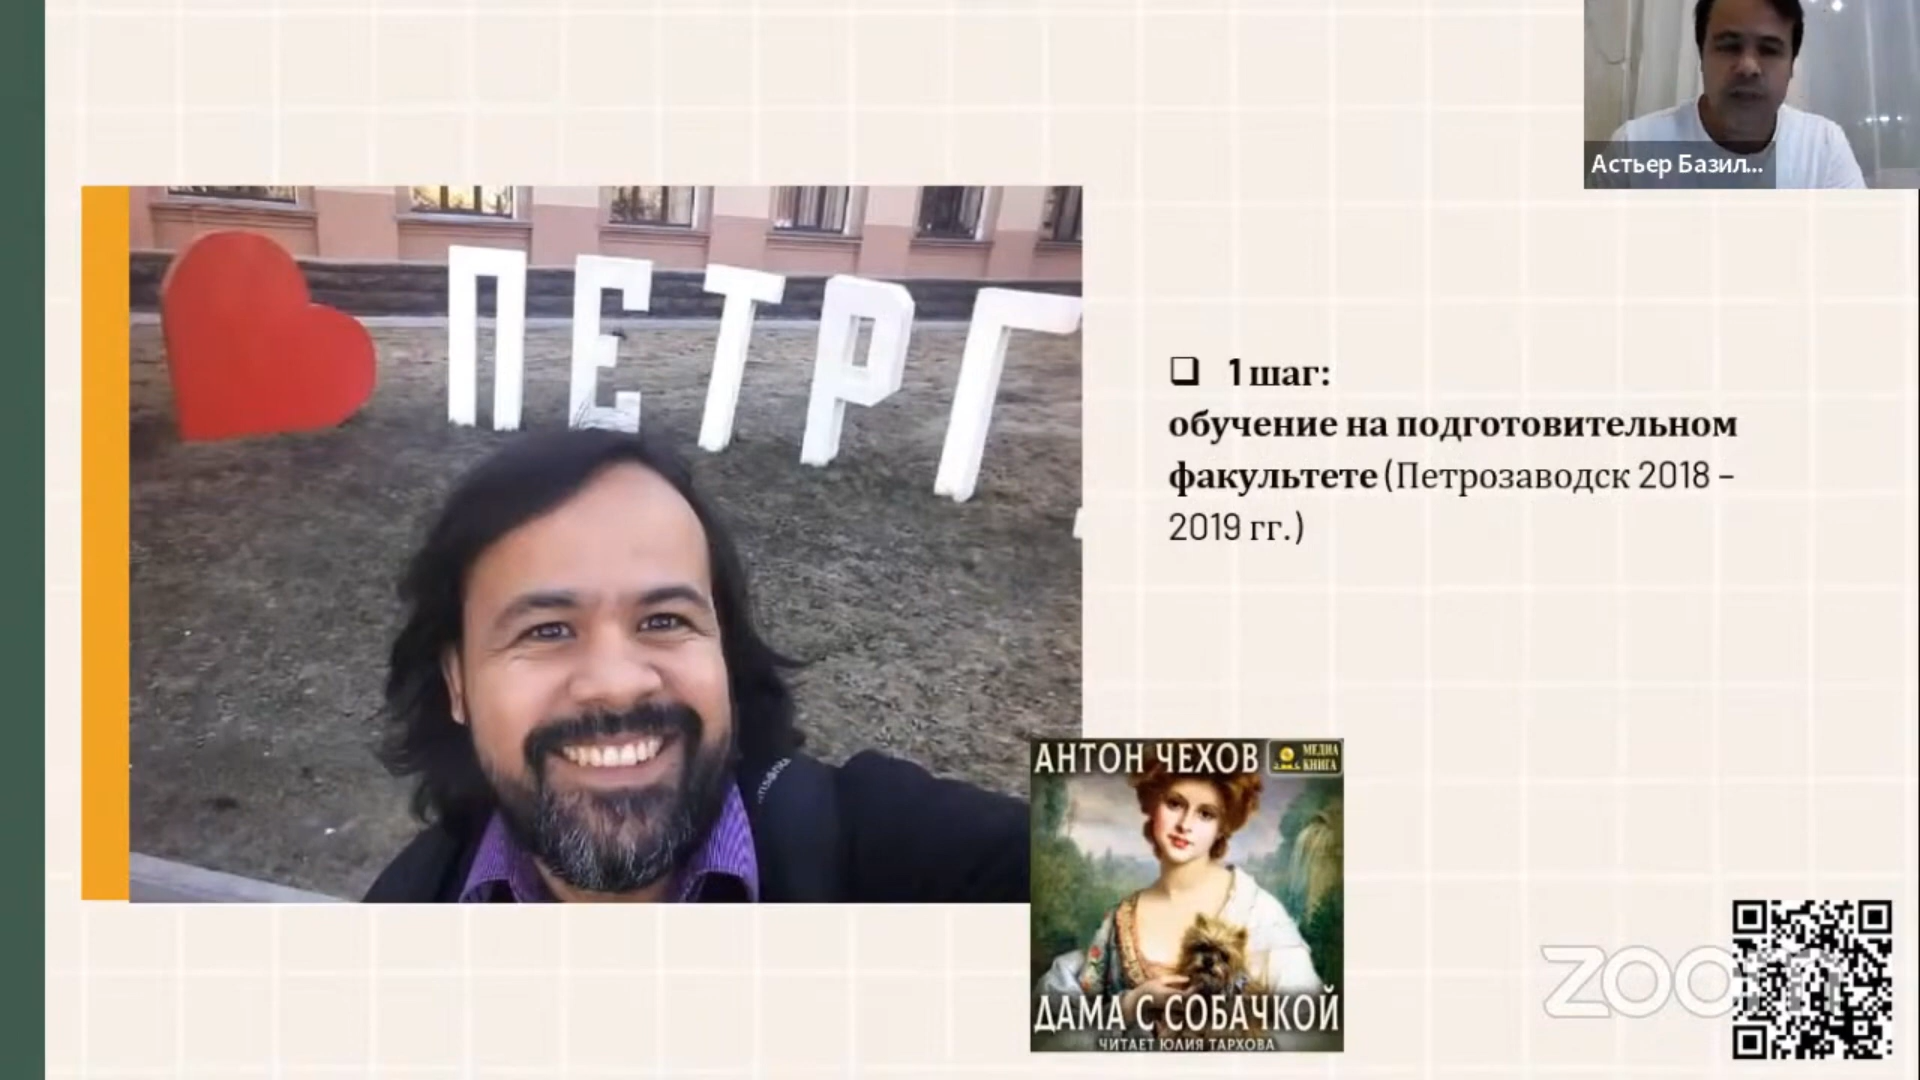 Астьер Базил...
ПЕТРГ
1 шаг:
обучение на подготовительном
факультете (Петрозаводск 2018 –
2019 гг.)
АНТОН ЧЕХОВ
МЕДИА
КНИГА
ДАМА С СОБАЧКОЙ
ЧИТАЕТ ЮЛИЯ ТАРХОВА
zoom